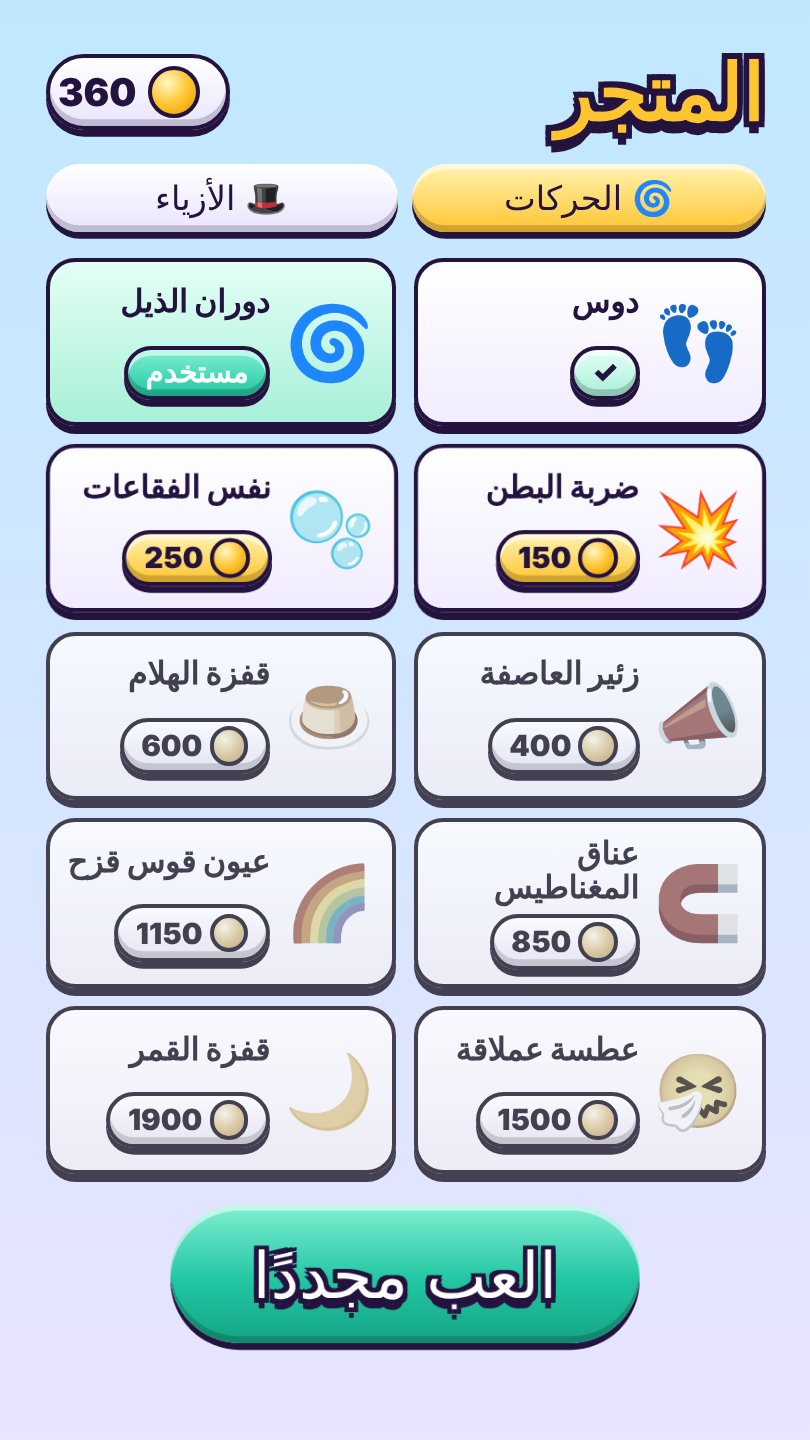 المتجر
360
الحركات
الأزياء
دوس
دوران الذيل
مستخدم
ضربة البطن
150
نفس الفقاعات
250
زئير العاصفة
400
قفزة الهلام
600
عناق
المغناطيس
850
عيون قوس قزح
1150
عطسة عملاقة
1500
قفزة القمر
1900
العب مجددًا